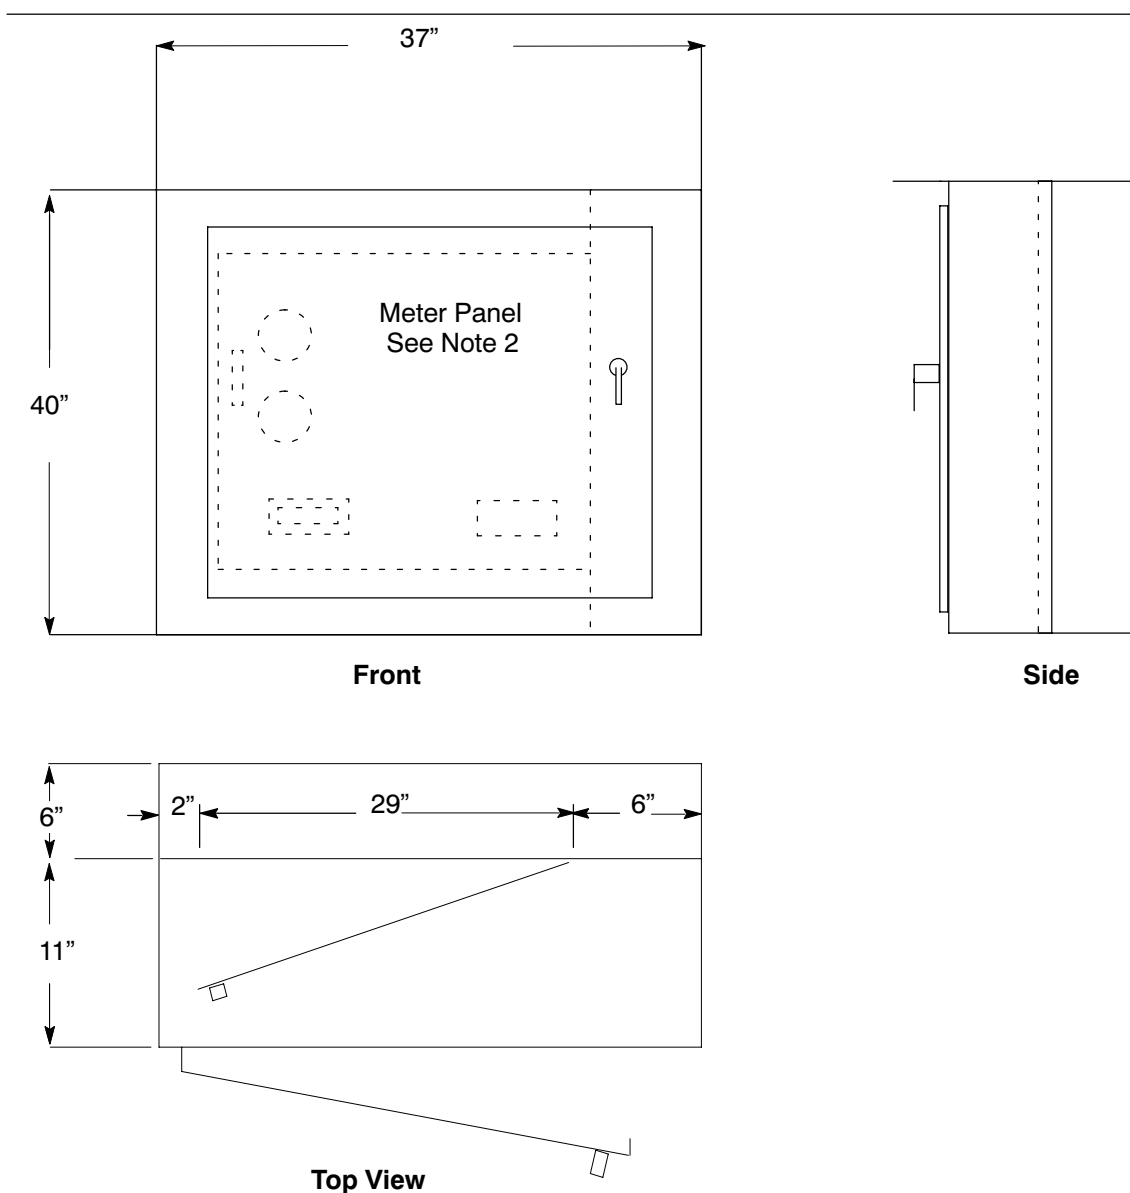 37”
Meter Panel
See Note 2
40”
Front
Side
6”
2”
29”
6”
11”
Top View